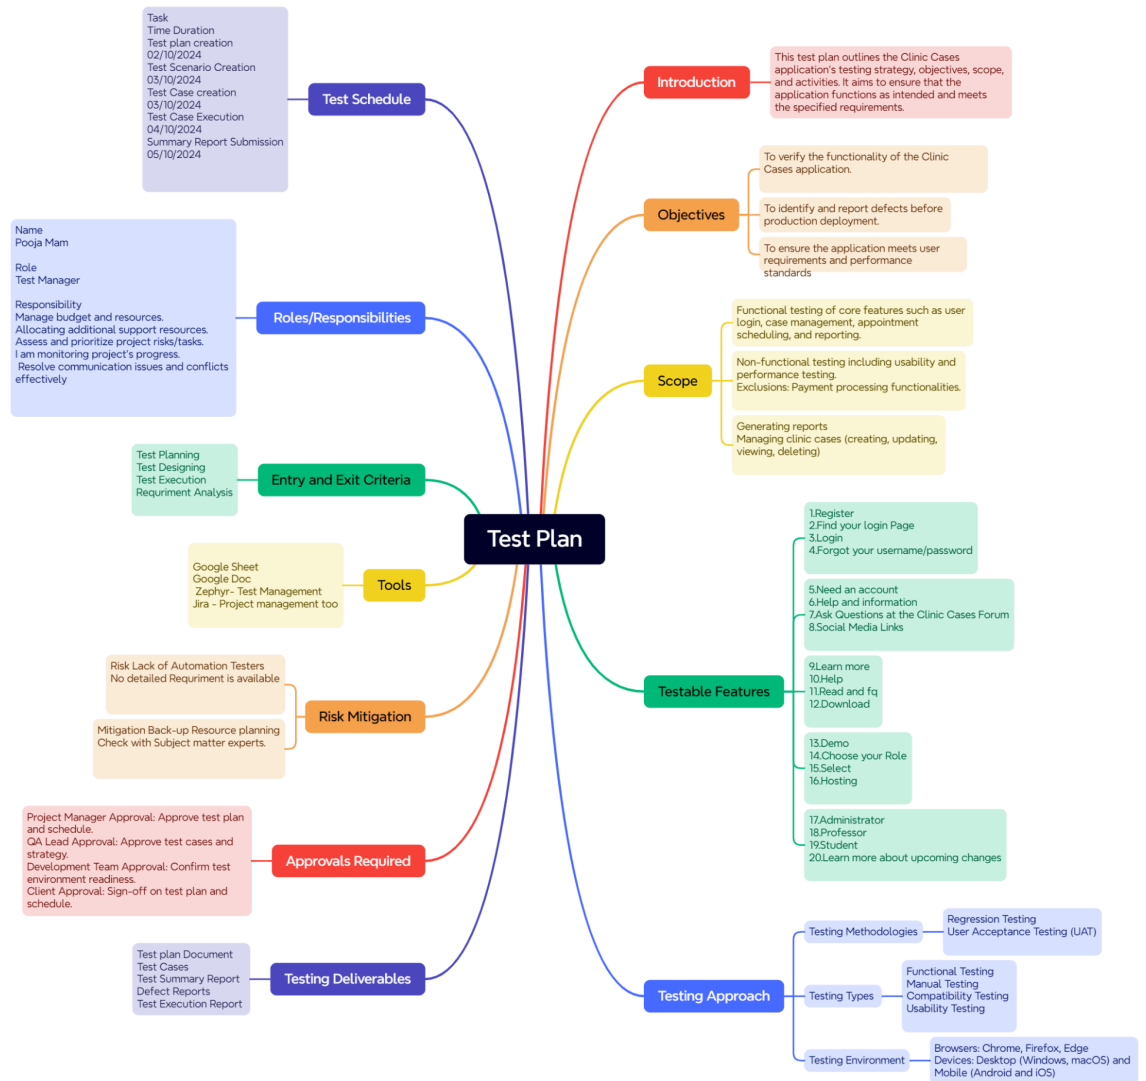 Test Plan
Introduction
This test plan outlines the Clinic Cases
application's testing strategy, objectives, scope,
and activities. It aims to ensure that the
application functions as intended and meets
the specified requirements.
Objectives
To verify the functionality of the Clinic
Cases application.
To identify and report defects before
production deployment.
To ensure the application meets user
requirements and performance
standards
Scope
Functional testing of core features such as user
login, case management, appointment
scheduling, and reporting.
Non-functional testing including usability and
performance testing.
Exclusions: Payment processing functionalities.
Generating reports
Managing clinic cases (creating, updating,
viewing, deleting)
Testable Features
1.Register
2.Find your login Page
3.Login
4.Forgot your username/password
5.Need an account
6.Help and information
7.Ask Questions at the Clinic Cases Forum
8.Social Media Links
9.Learn more
10.Help
11.Read and fq
12.Download
13.Demo
14.Choose your Role
15.Select
16.Hosting
17.Administrator
18.Professor
19.Student
20.Learn more about upcoming changes
Testing Approach
Testing Methodologies
Regression Testing
User Acceptance Testing (UAT)
Testing Types
Functional Testing
Manual Testing
Compatibility Testing
Usability Testing
Testing Environment
Browsers: Chrome, Firefox, Edge
Devices: Desktop (Windows, macOS) and
Mobile (Android and iOS)
Test Schedule
Task
Time Duration
Test plan creation
02/10/2024
Test Scenario Creation
03/10/2024
Test Case creation
03/10/2024
Test Case Execution
04/10/2024
Summary Report Submission
05/10/2024
Roles/Responsibilities
Name
Pooja Mam
Role
Test Manager
Responsibility
Manage budget and resources.
Allocating additional support resources.
Assess and prioritize project risks/tasks.
I am monitoring project's progress.
Resolve communication issues and conflicts
effectively
Entry and Exit Criteria
Test Planning
Test Designing
Test Execution
Requriment Analysis
Tools
Google Sheet
Google Doc
Zephyr- Test Management
Jira - Project management too
Risk Mitigation
Risk Lack of Automation Testers
No detailed Requriment is available
Mitigation Back-up Resource planning
Check with Subject matter experts.
Approvals Required
Project Manager Approval: Approve test plan
and schedule.
QA Lead Approval: Approve test cases and
strategy.
Development Team Approval: Confirm test
environment readiness.
Client Approval: Sign-off on test plan and
schedule.
Testing Deliverables
Test plan Document
Test Cases
Test Summary Report
Defect Reports
Test Execution Report